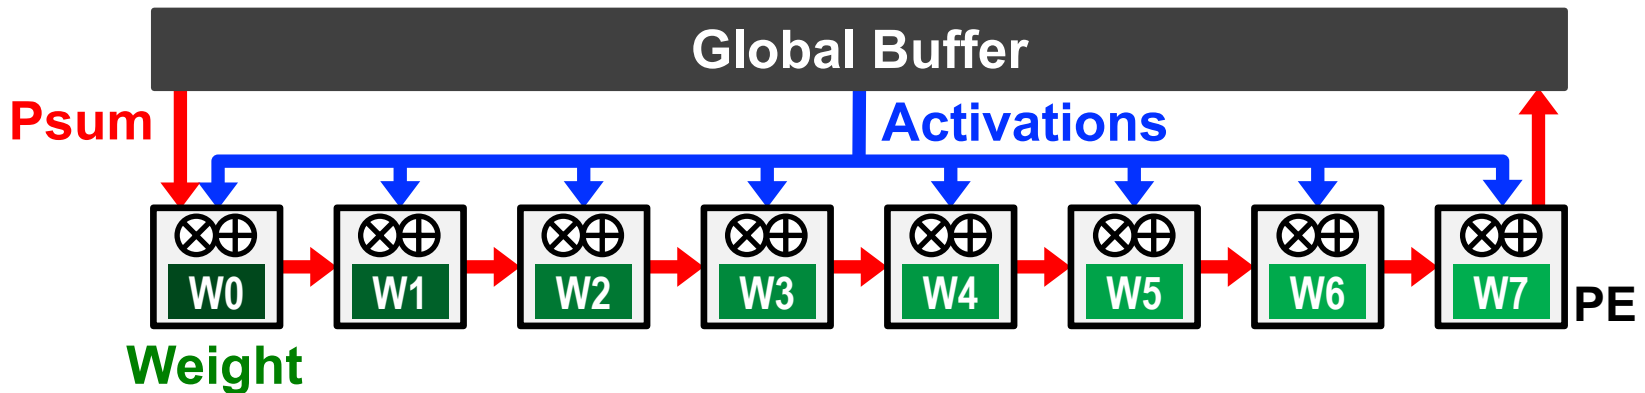 Global Buffer
Psum
Activations
W0 W1 W2 W3 W4 W5 W6 W7
PE
Weight